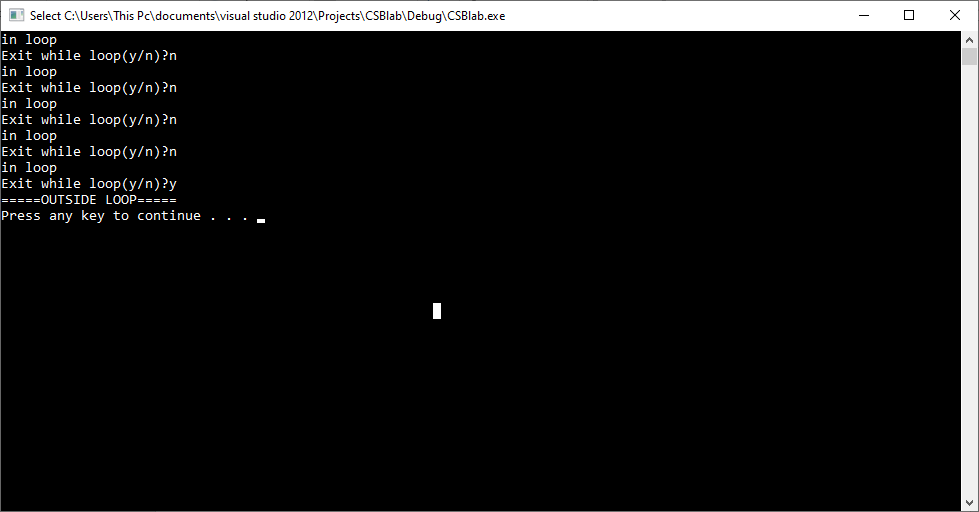 Select C:\Users\This Pc\documents\visual studio 2012\Projects\CSBlab\Debug\CSBlab.exe
in loop
Exit while loop(y/n)?n
in loop
Exit while loop(y/n)?n
in loop
Exit while loop(y/n)?n
in loop
Exit while loop(y/n)?n
in loop
Exit while loop(y/n)?y
=====OUTSIDE LOOP=====
Press any key to continue . . .